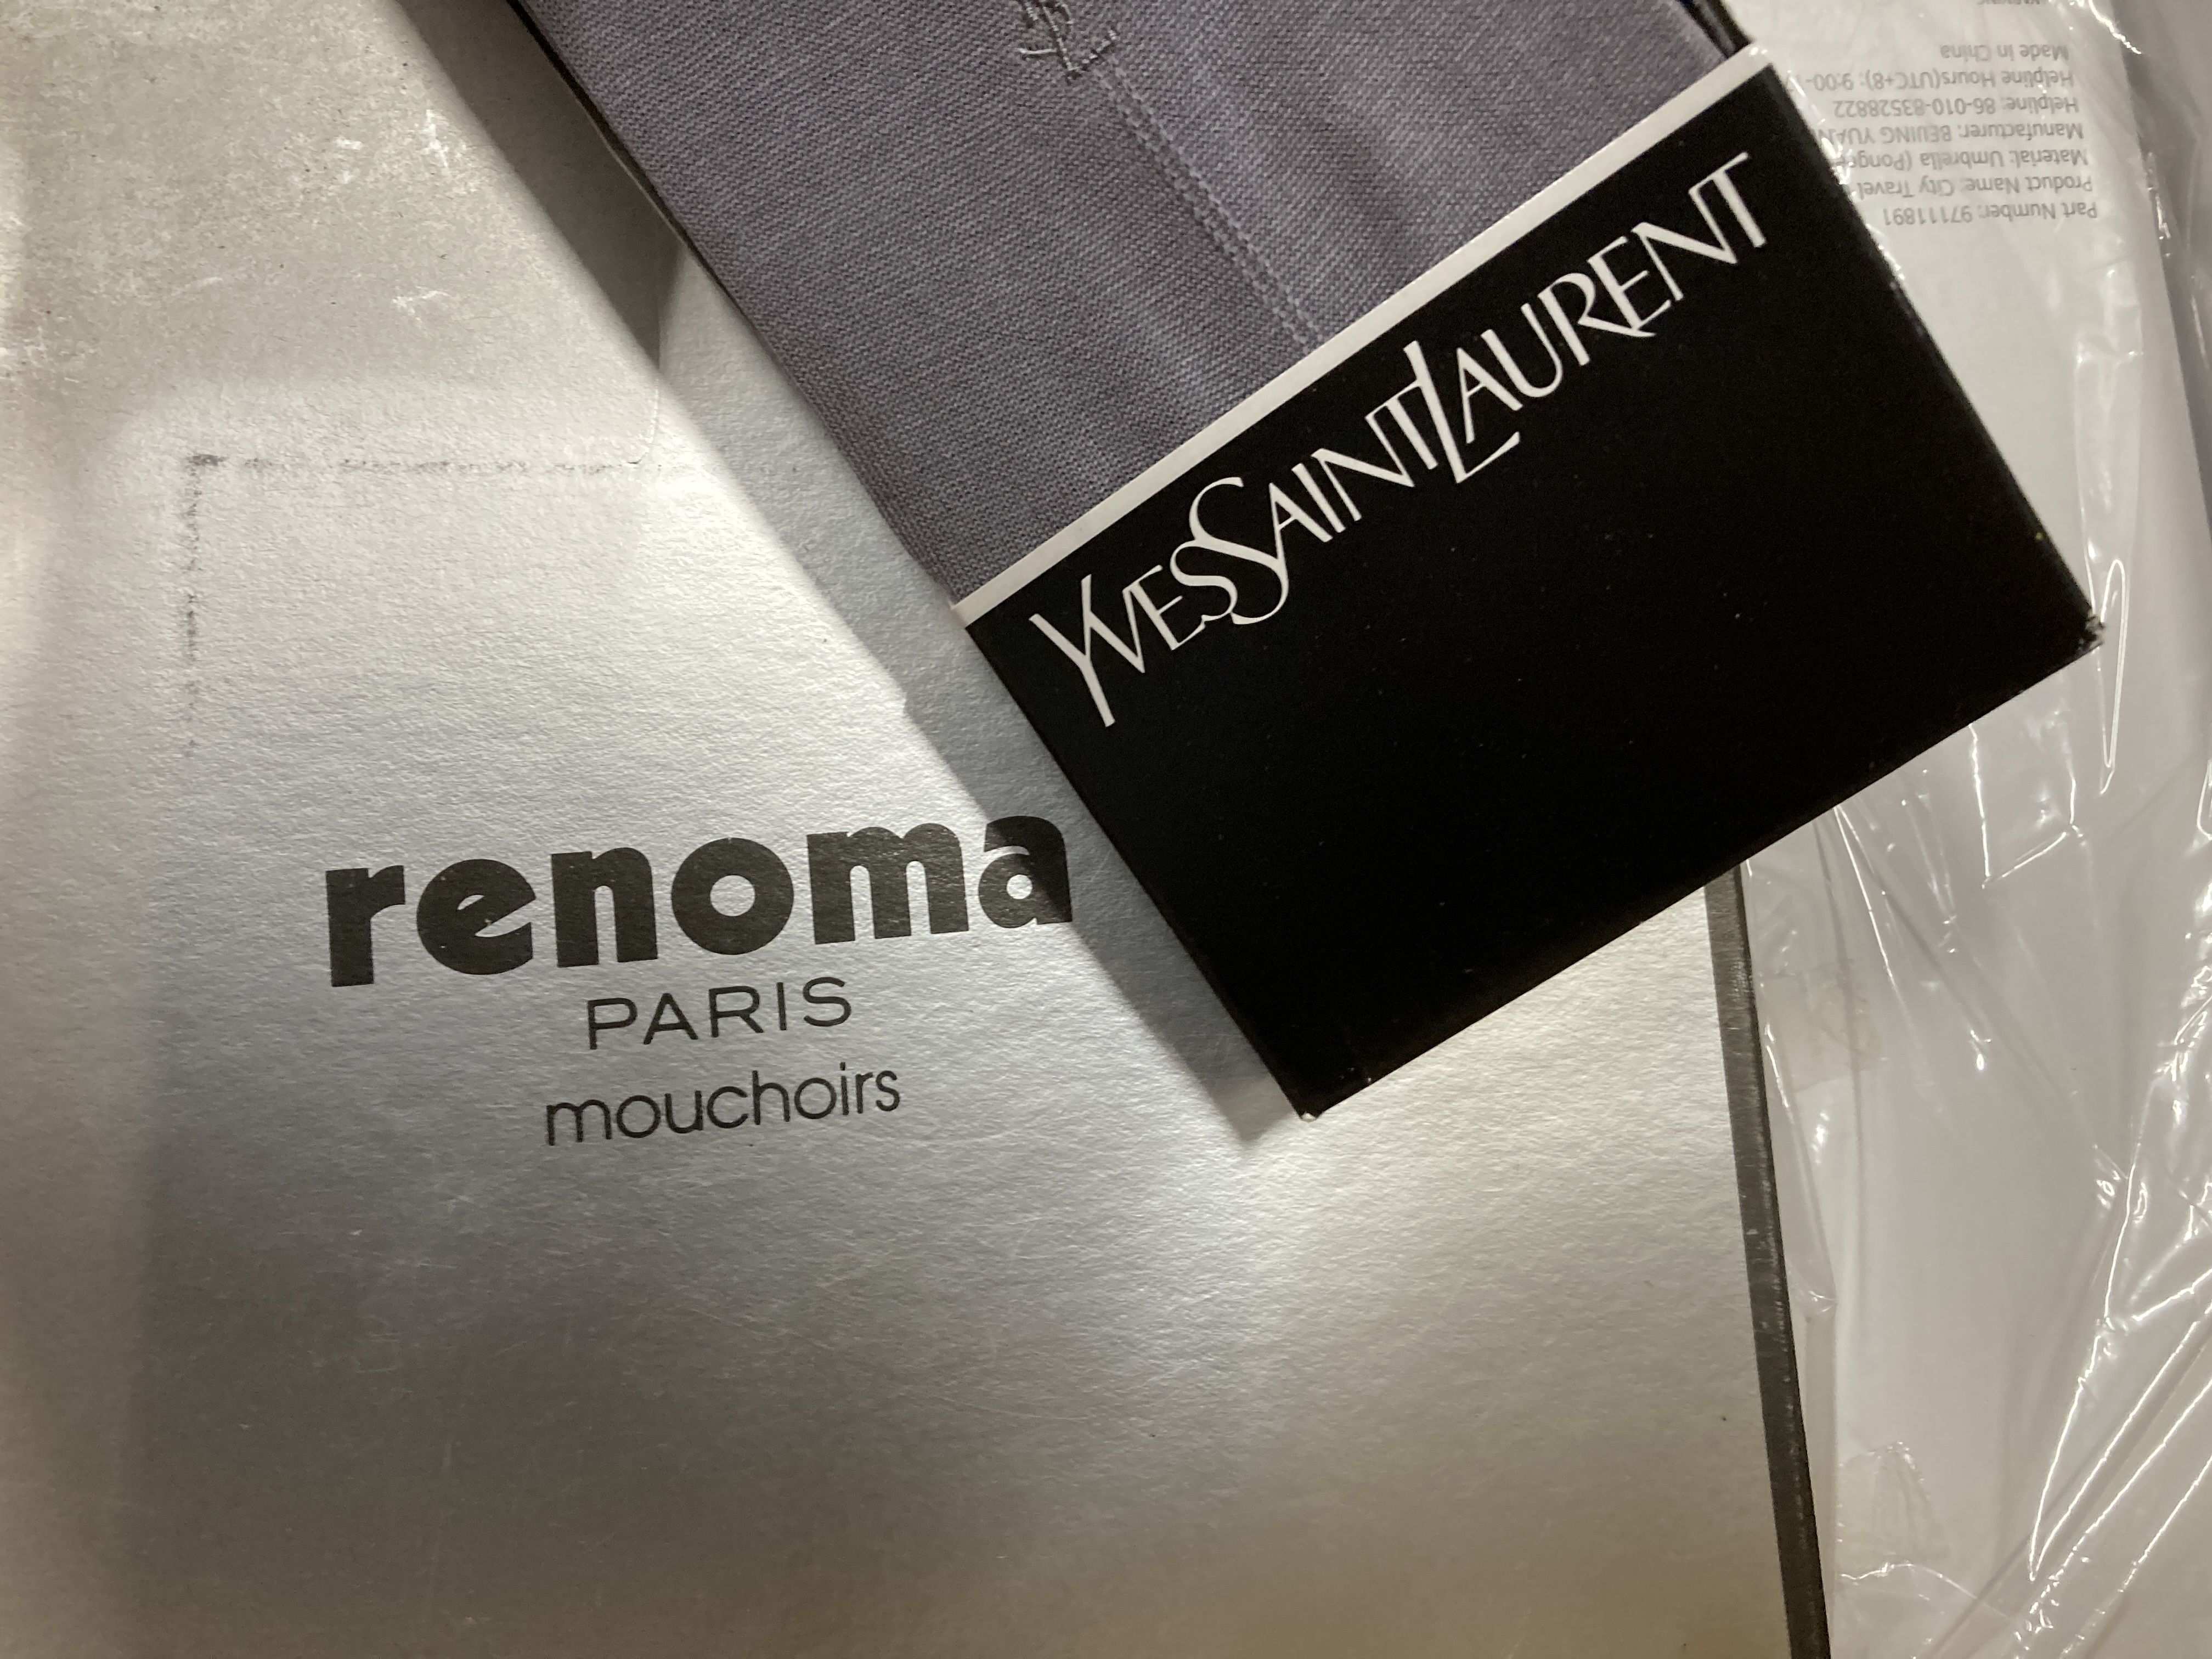 YVESSAINTLAURENT
renoma
PARIS
mouchoirs
Part Number: 97111891
Product Name: City Travel
Material: Umbrella (Ponge
Manufacturer: BEIJING YUAN
Helpline: 86-010-83528822
Helpline Hours(UTC+8): 9:00-
Made in China